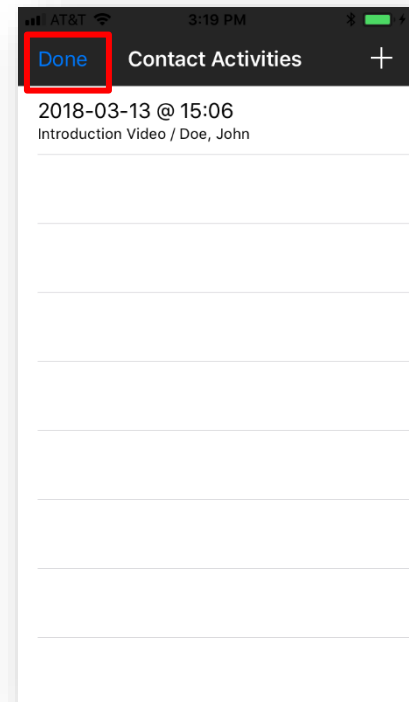 AT&T 3:19 PM
Done Contact Activities +
2018-03-13 @ 15:06
Introduction Video / Doe, John